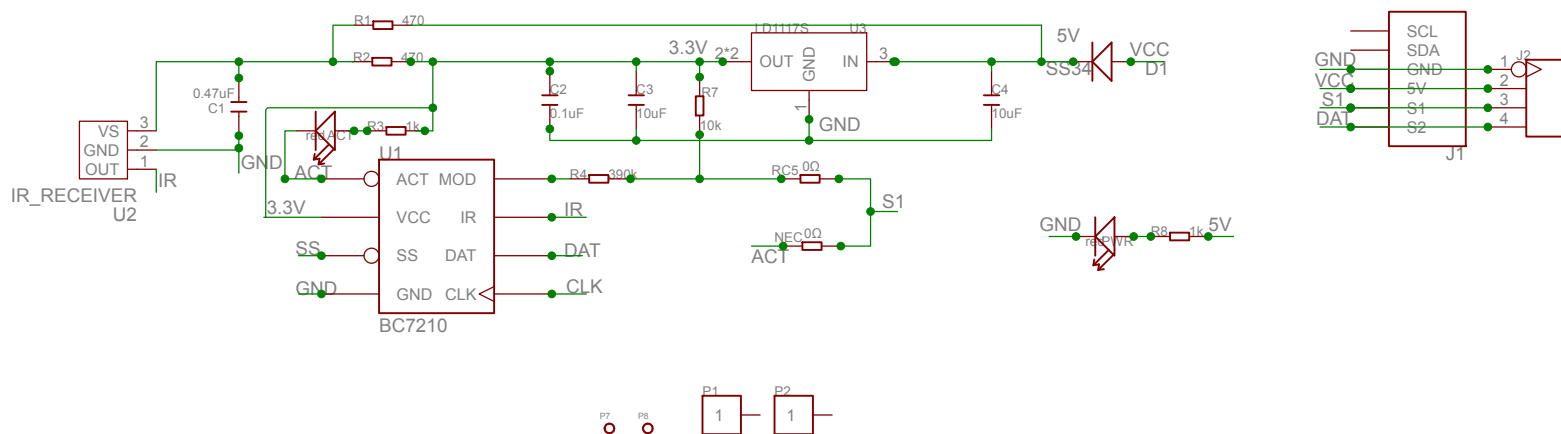 R1 470
LD1117S U3
5V
VCC
SS34
D1
3.3V 2*2 OUT GND IN 3
1
GND
R2 470
0.47uF
C1
C2
0.1uF
C3
10uF
R7
10k
C4
10uF
red ACT R3 1k
VS 3
GND 2
OUT 1
IR
IR_RECEIVER
U2
GND
U1
ACT ACT MOD R4 390k RC5 0Ω
3.3V VCC IR IR
S1
SS SS DAT DAT
NEC 0Ω
ACT
GND GND CLK CLK
BC7210
GND redPWR R8 1k 5V
SCL
SDA
GND GND 1 J2
VCC 5V 2
S1 S1 3
DAT S2 4
J1
P7 P8
P1 P2
1 1